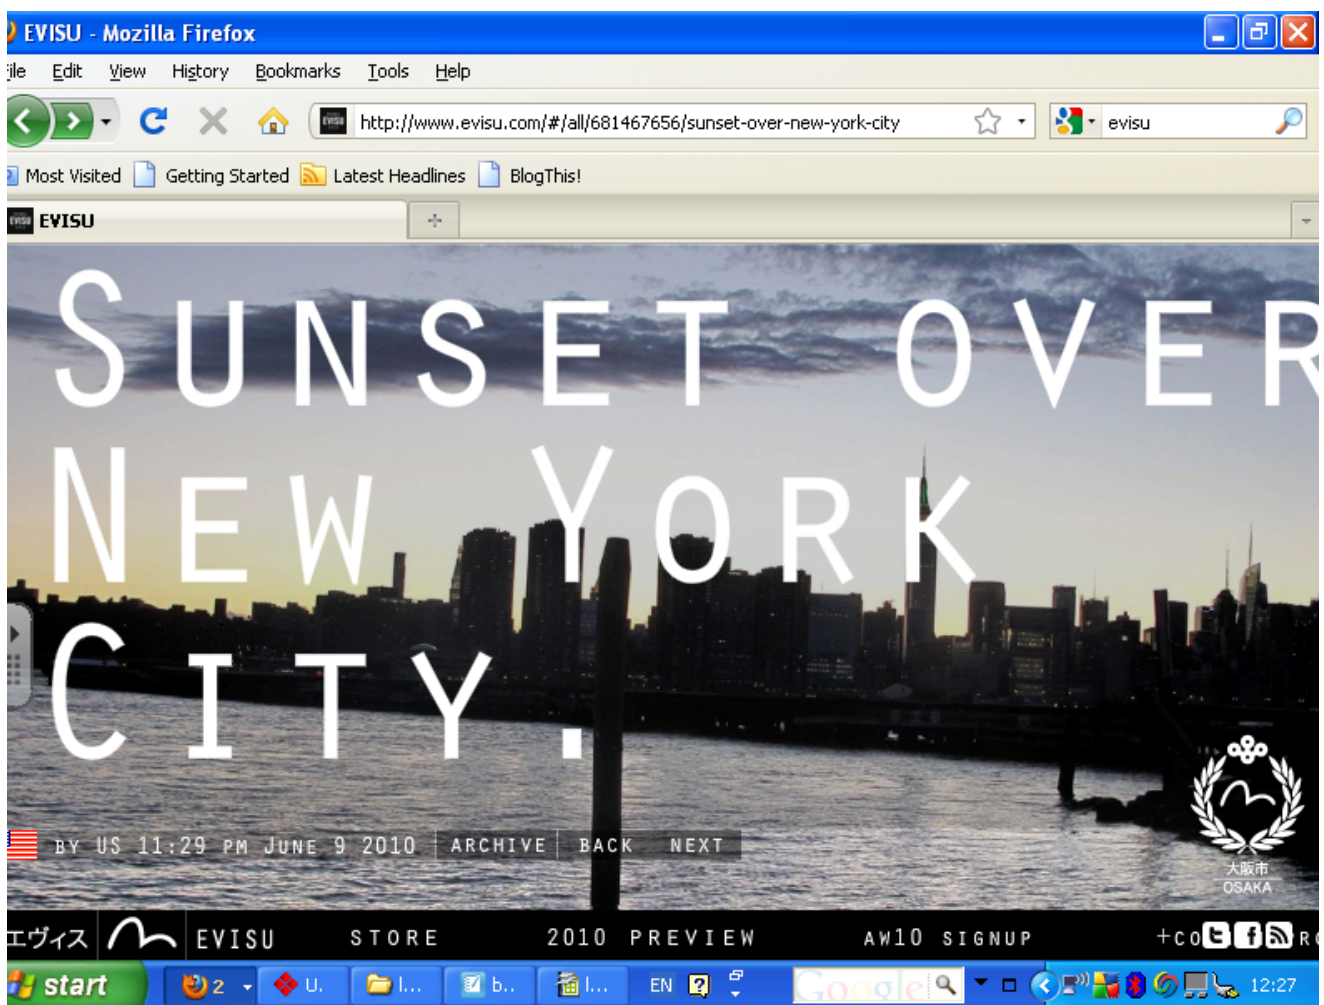 EVISU - Mozilla Firefox
File Edit View History Bookmarks Tools Help
http://www.evisu.com/#/all/681467656/sunset-over-new-york-city
evisu
Most Visited Getting Started Latest Headlines BlogThis!
EVISU
SUNSET OVER
NEW YORK
CITY.
BY US 11:29 PM JUNE 9 2010 ARCHIVE BACK NEXT
大阪市
OSAKA
エヴィス EVISU STORE 2010 PREVIEW AW10 SIGNUP +CO
start 2 U. I... b.. I... EN Google 12:27